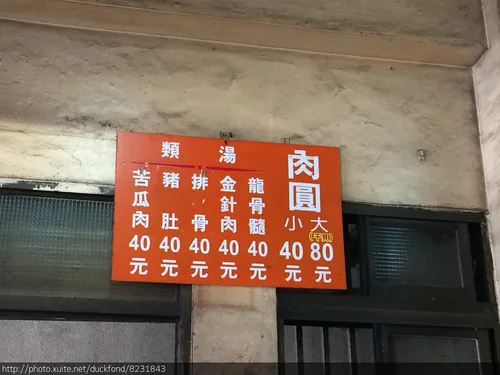 肉圓
大80元
小40元
湯類
龍骨髓40元
金針肉40元
排骨40元
豬肚40元
苦瓜肉40元
http://photo.xuite.net/duckfond/8231843